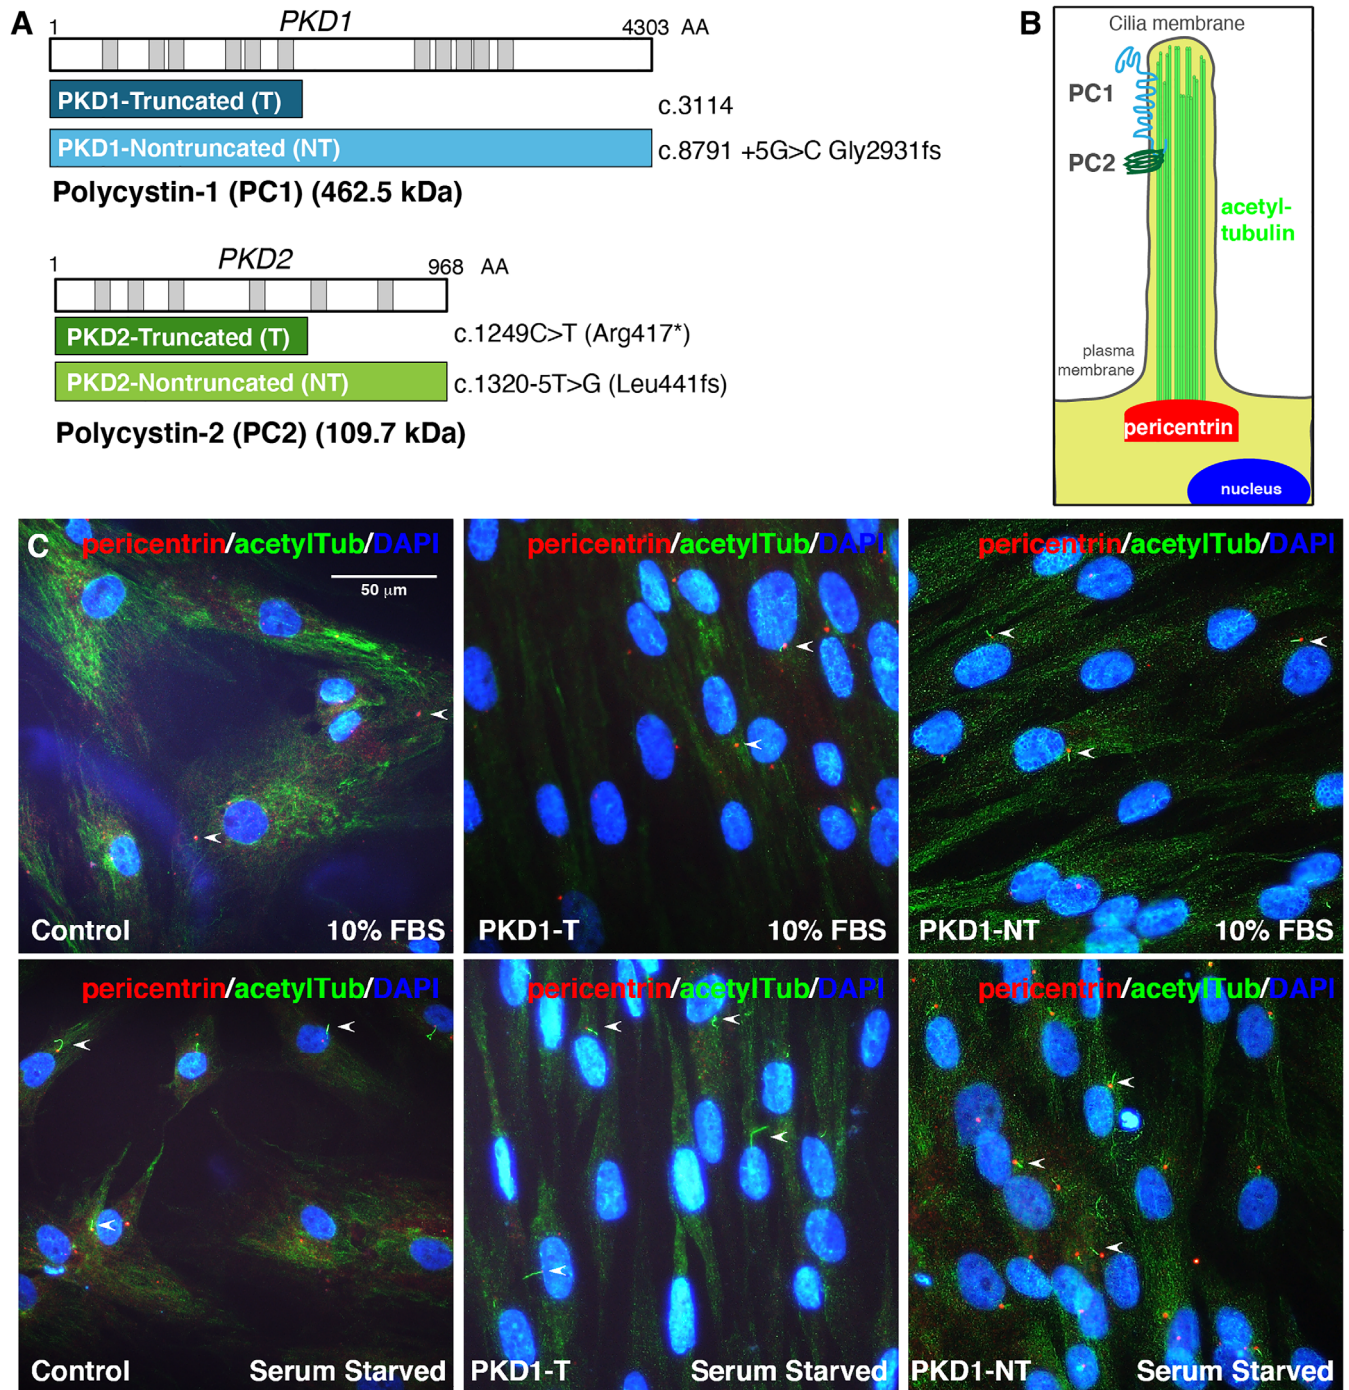 A
PKD1
1
4303 AA
PKD1-Truncated (T)
c.3114
PKD1-Nontruncated (NT)
c.8791 +5G>C Gly2931fs
Polycystin-1 (PC1) (462.5 kDa)
PKD2
1
968 AA
PKD2-Truncated (T)
c.1249C>T (Arg417*)
PKD2-Nontruncated (NT)
c.1320-5T>G (Leu441fs)
Polycystin-2 (PC2) (109.7 kDa)
B
Cilia membrane
PC1
PC2
acetyl-
tubulin
plasma
membrane
pericentrin
nucleus
C
pericentrin/acetylTub/DAPI
50 μm
Control
10% FBS
pericentrin/acetylTub/DAPI
PKD1-T
10% FBS
pericentrin/acetylTub/DAPI
PKD1-NT
10% FBS
pericentrin/acetylTub/DAPI
Control
Serum Starved
pericentrin/acetylTub/DAPI
PKD1-T
Serum Starved
pericentrin/acetylTub/DAPI
PKD1-NT
Serum Starved